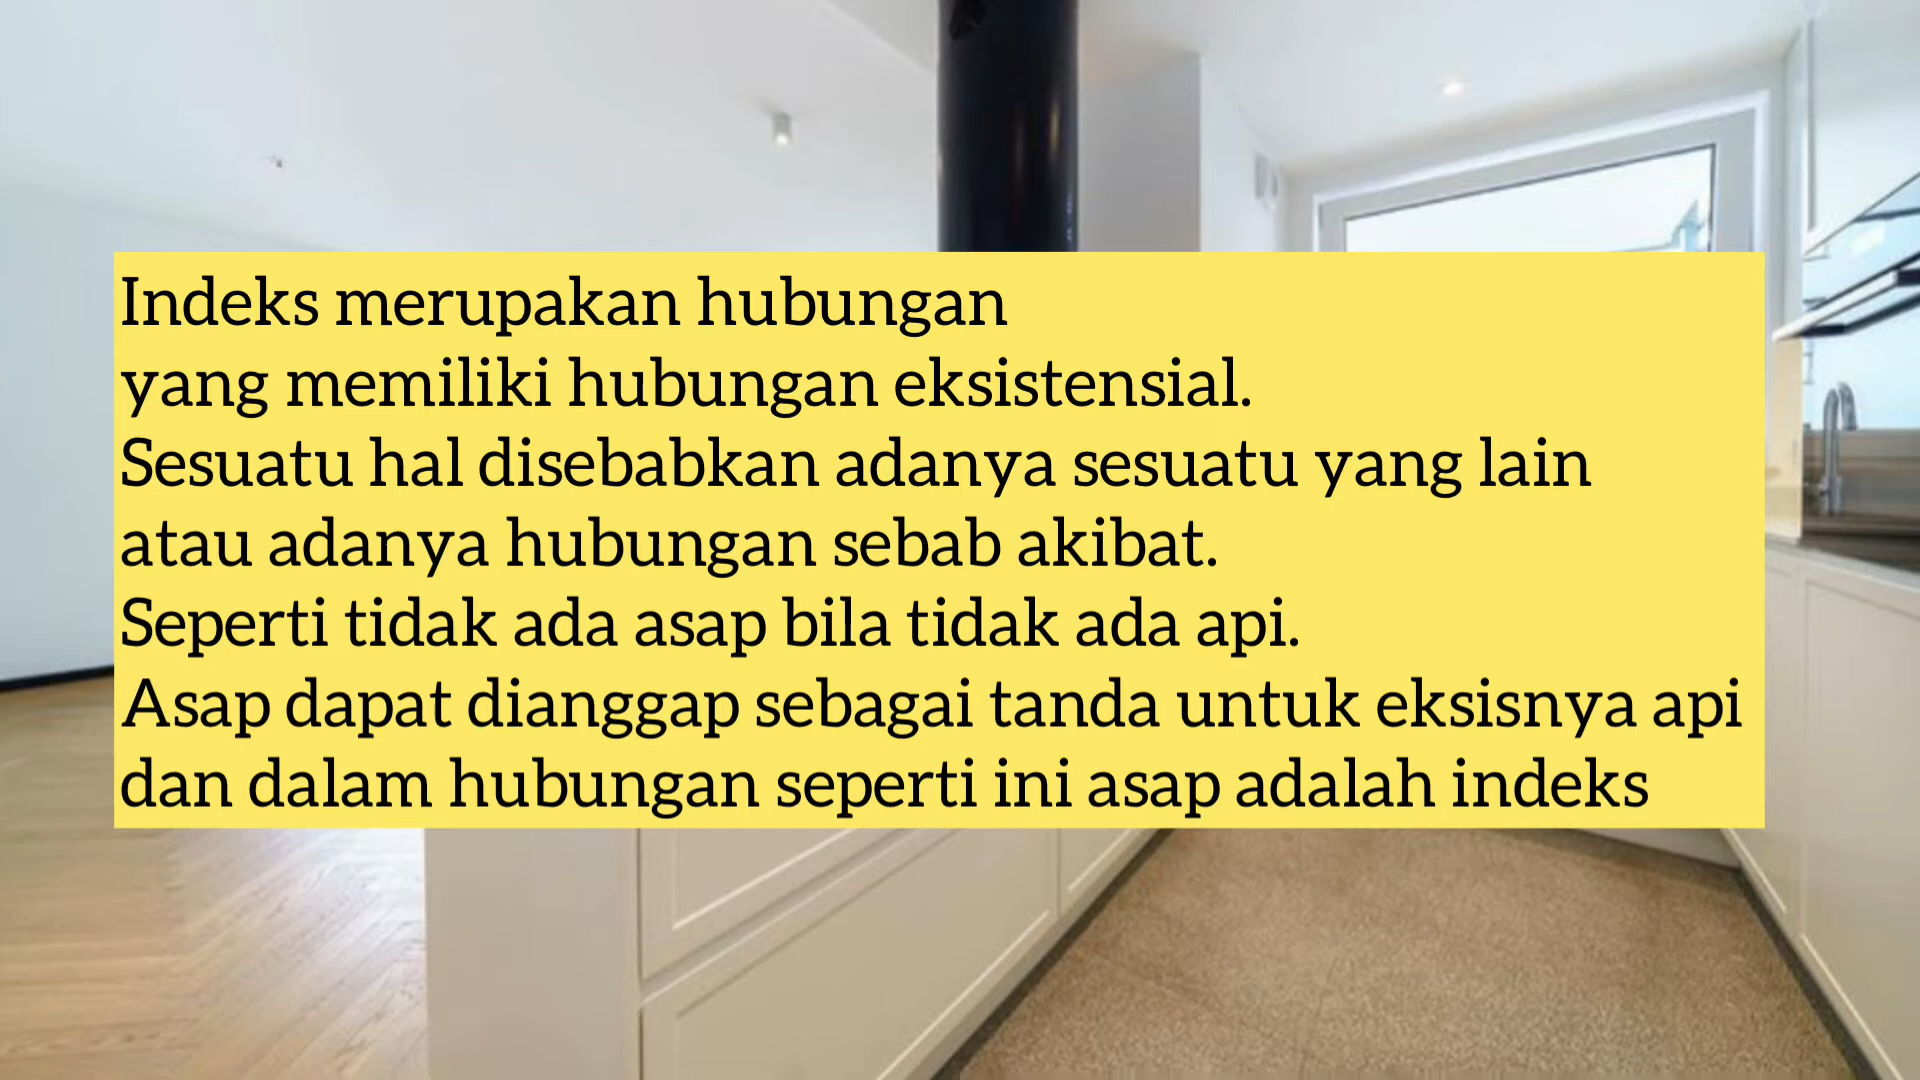 Indeks merupakan hubungan
yang memiliki hubungan eksistensial.
Sesuatu hal disebabkan adanya sesuatu yang lain
atau adanya hubungan sebab akibat.
Seperti tidak ada asap bila tidak ada api.
Asap dapat dianggap sebagai tanda untuk eksisnya api
dan dalam hubungan seperti ini asap adalah indeks